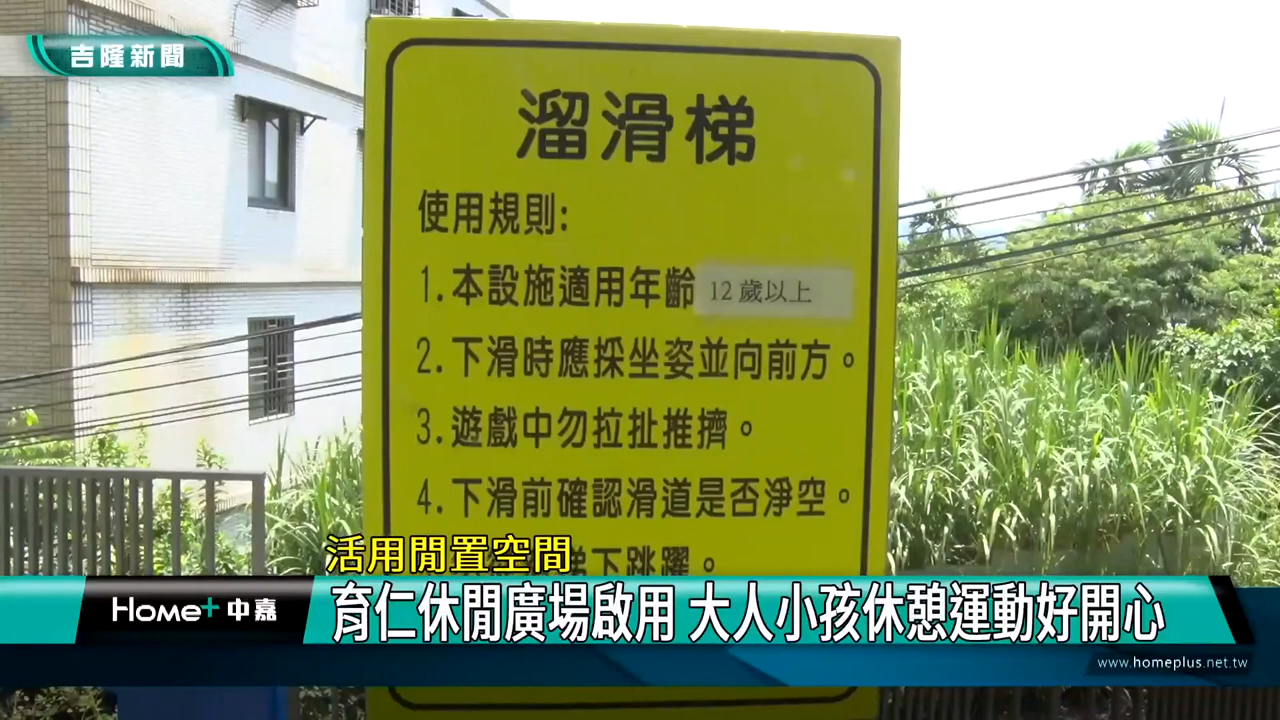 吉隆新聞
溜滑梯
使用規則:
1.本設施適用年齡 12歲以上
2.下滑時應採坐姿並向前方。
3.遊戲中勿拉扯推擠。
4.下滑前確認滑道是否淨空。
下跳躍。
活用閒置空間
Home+中嘉
育仁休閒廣場啟用 大人小孩休憩運動好開心
www.homeplus.net.tw